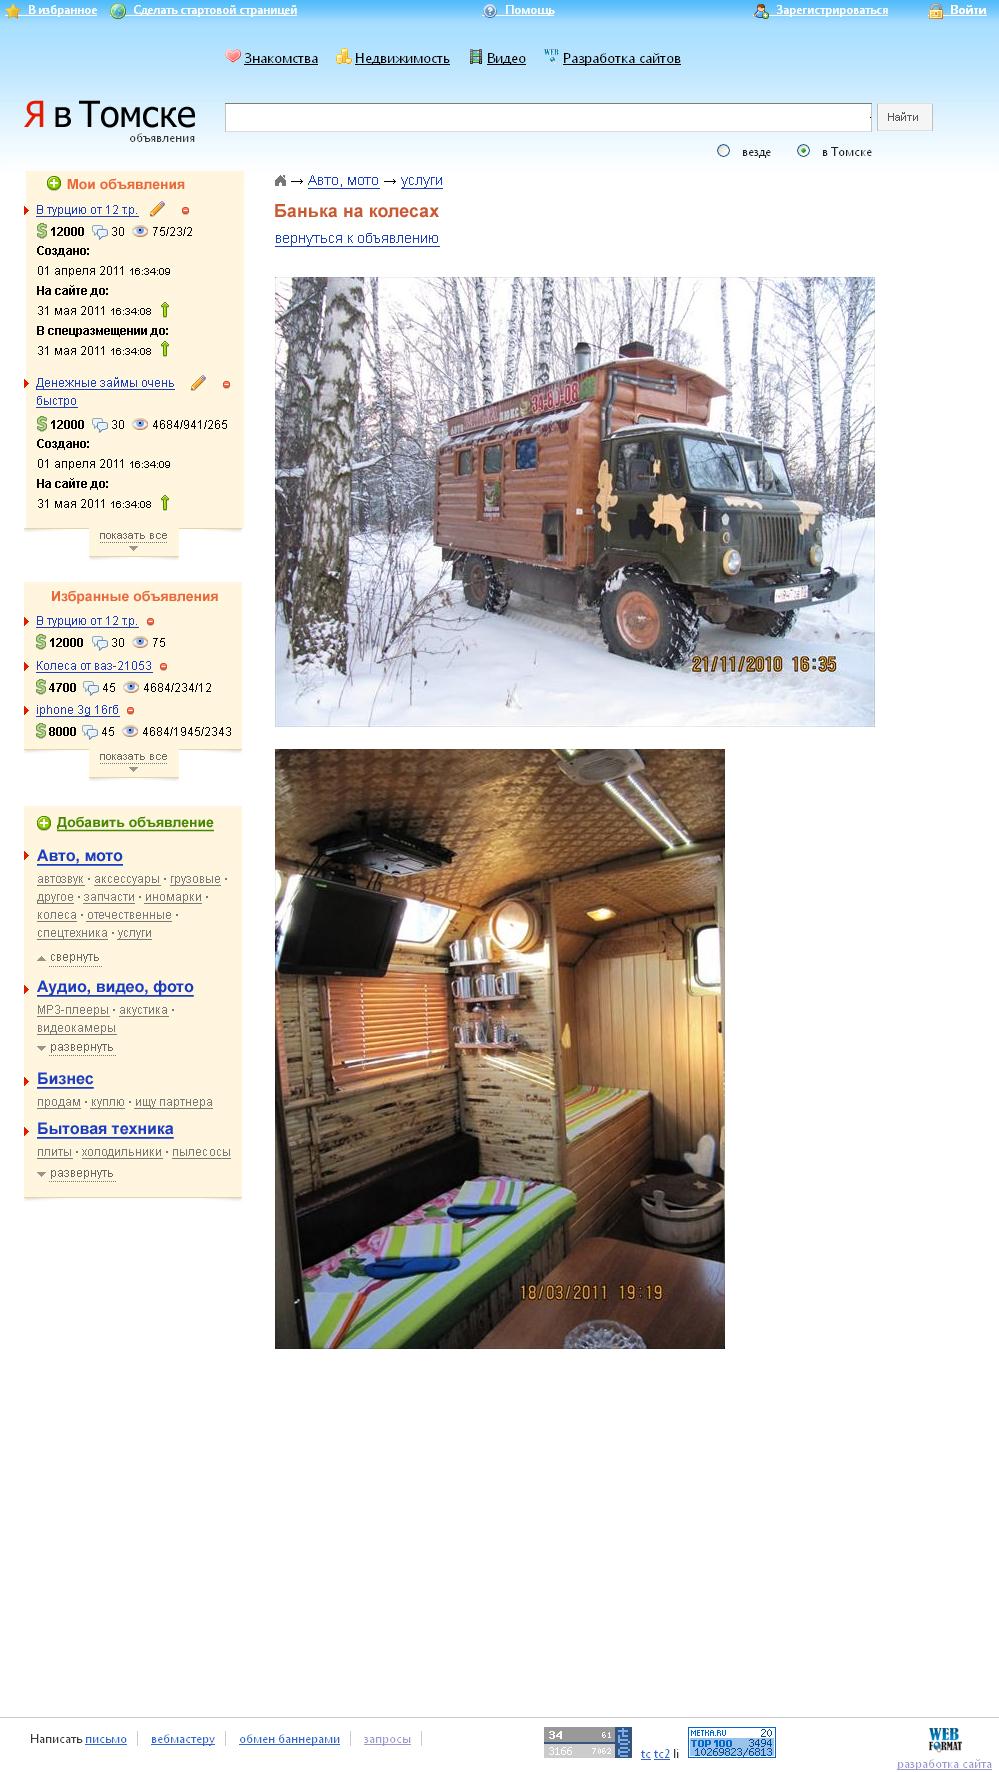 В избранное
Сделать стартовой страницей
Помощь
Зарегистрироваться
Войти
Знакомства
Недвижимость
WEB
Видео
Разработка сайтов
Я в Томске
объявления
Найти
везде
в Томске
Мои объявления
В турцию от 12 т.р.
$ 12000 30 75/23/2
Создано:
01 апреля 2011 16:34:09
На сайте до:
31 мая 2011 16:34:08
В спецразмещении до:
31 мая 2011 16:34:08
Денежные займы очень
быстро
$ 12000 30 4684/941/265
Создано:
01 апреля 2011 16:34:09
На сайте до:
31 мая 2011 16:34:08
показать все
Избранные объявления
В турцию от 12 т.р.
$ 12000 30 75
Колеса от ваз-21053
$ 4700 45 4684/234/12
iphone 3g 16гб
$ 8000 45 4684/1945/2343
показать все
Добавить объявление
Авто, мото
автозвук · аксессуары · грузовые ·
другое · запчасти · иномарки ·
колеса · отечественные ·
спецтехника · услуги
свернуть
Аудио, видео, фото
MP3-плееры · акустика ·
видеокамеры
развернуть
Бизнес
продам · куплю · ищу партнера
Бытовая техника
плиты · холодильники · пылесосы
развернуть
→ Авто, мото → услуги
Банька на колесах
вернуться к объявлению
34-60-08
21/11/2010 16:35
18/03/2011 19:19
Написать письмо
вебмастеру
обмен баннерами
запросы
34 61
3166 7062
tc tc2 li
METKA.RU 20
TOP 100 3494
10269823/6813
WEB
FORMAT
разработка сайта